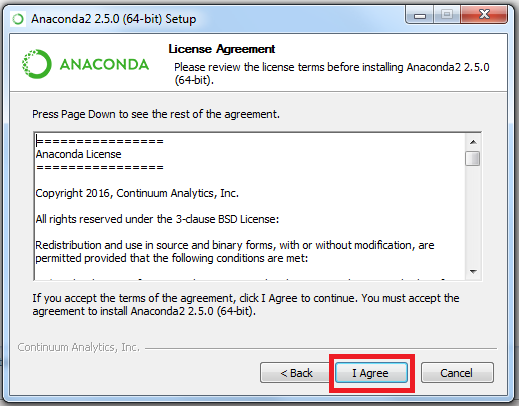 Anaconda2 2.5.0 (64-bit) Setup
ANACONDA
License Agreement
Please review the license terms before installing Anaconda2 2.5.0
(64-bit).
Press Page Down to see the rest of the agreement.
================
Anaconda License
================
Copyright 2016, Continuum Analytics, Inc.
All rights reserved under the 3-clause BSD License:
Redistribution and use in source and binary forms, with or without modification, are
permitted provided that the following conditions are met:
If you accept the terms of the agreement, click I Agree to continue. You must accept the
agreement to install Anaconda2 2.5.0 (64-bit).
Continuum Analytics, Inc.
< Back
I Agree
Cancel